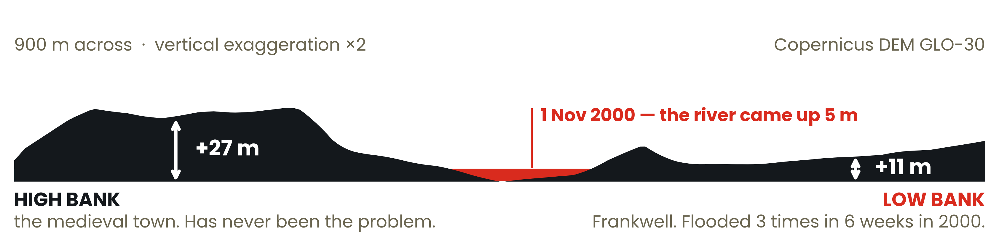 900 m across · vertical exaggeration ×2
Copernicus DEM GLO-30
1 Nov 2000 — the river came up 5 m
+27 m
+11 m
HIGH BANK
LOW BANK
the medieval town. Has never been the problem.
Frankwell. Flooded 3 times in 6 weeks in 2000.